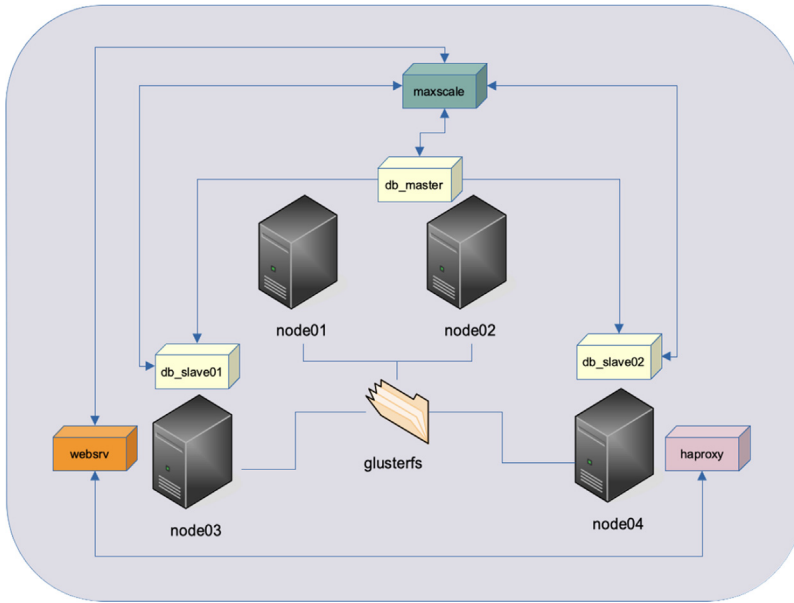 maxscale
db_master
node01
node02
db_slave01
db_slave02
websrv
haproxy
glusterfs
node03
node04